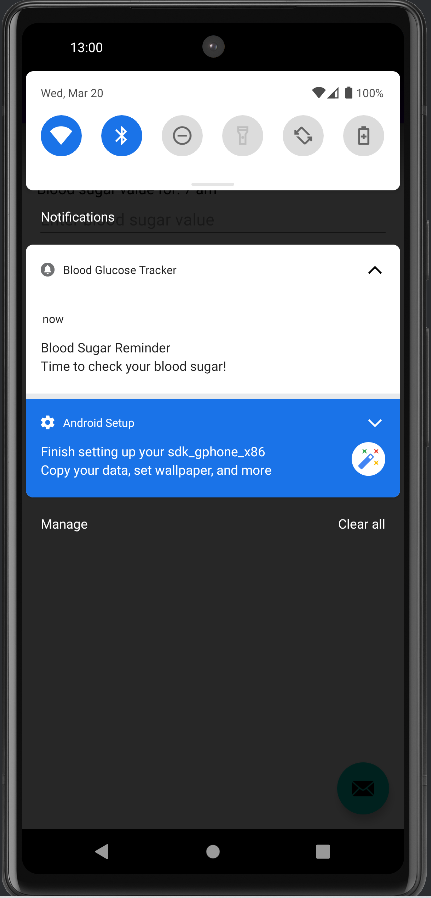 13:00
Wed, Mar 20
100%
Blood sugar value for: 7 am
Notifications
Enter blood sugar value
Blood Glucose Tracker
now
Blood Sugar Reminder
Time to check your blood sugar!
Android Setup
Finish setting up your sdk_gphone_x86
Copy your data, set wallpaper, and more
Manage
Clear all